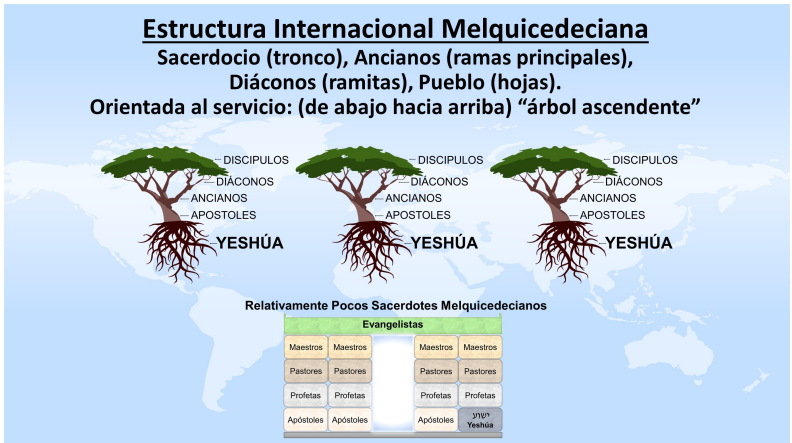 Estructura Internacional Melquicedeciana
Sacerdocio (tronco), Ancianos (ramas principales),
Diáconos (ramitas), Pueblo (hojas).
Orientada al servicio: (de abajo hacia arriba) “árbol ascendente”
DISCIPULOS
DIÁCONOS
ANCIANOS
APOSTOLES
YESHÚA
DISCIPULOS
DIÁCONOS
ANCIANOS
APOSTOLES
YESHÚA
DISCIPULOS
DIÁCONOS
ANCIANOS
APOSTOLES
YESHÚA
Relativamente Pocos Sacerdotes Melquicedecianos
Evangelistas
Maestros Maestros Maestros Maestros
Pastores Pastores Pastores Pastores
Profetas Profetas Profetas Profetas
Apóstoles Apóstoles Apóstoles ישוע
Yeshúa